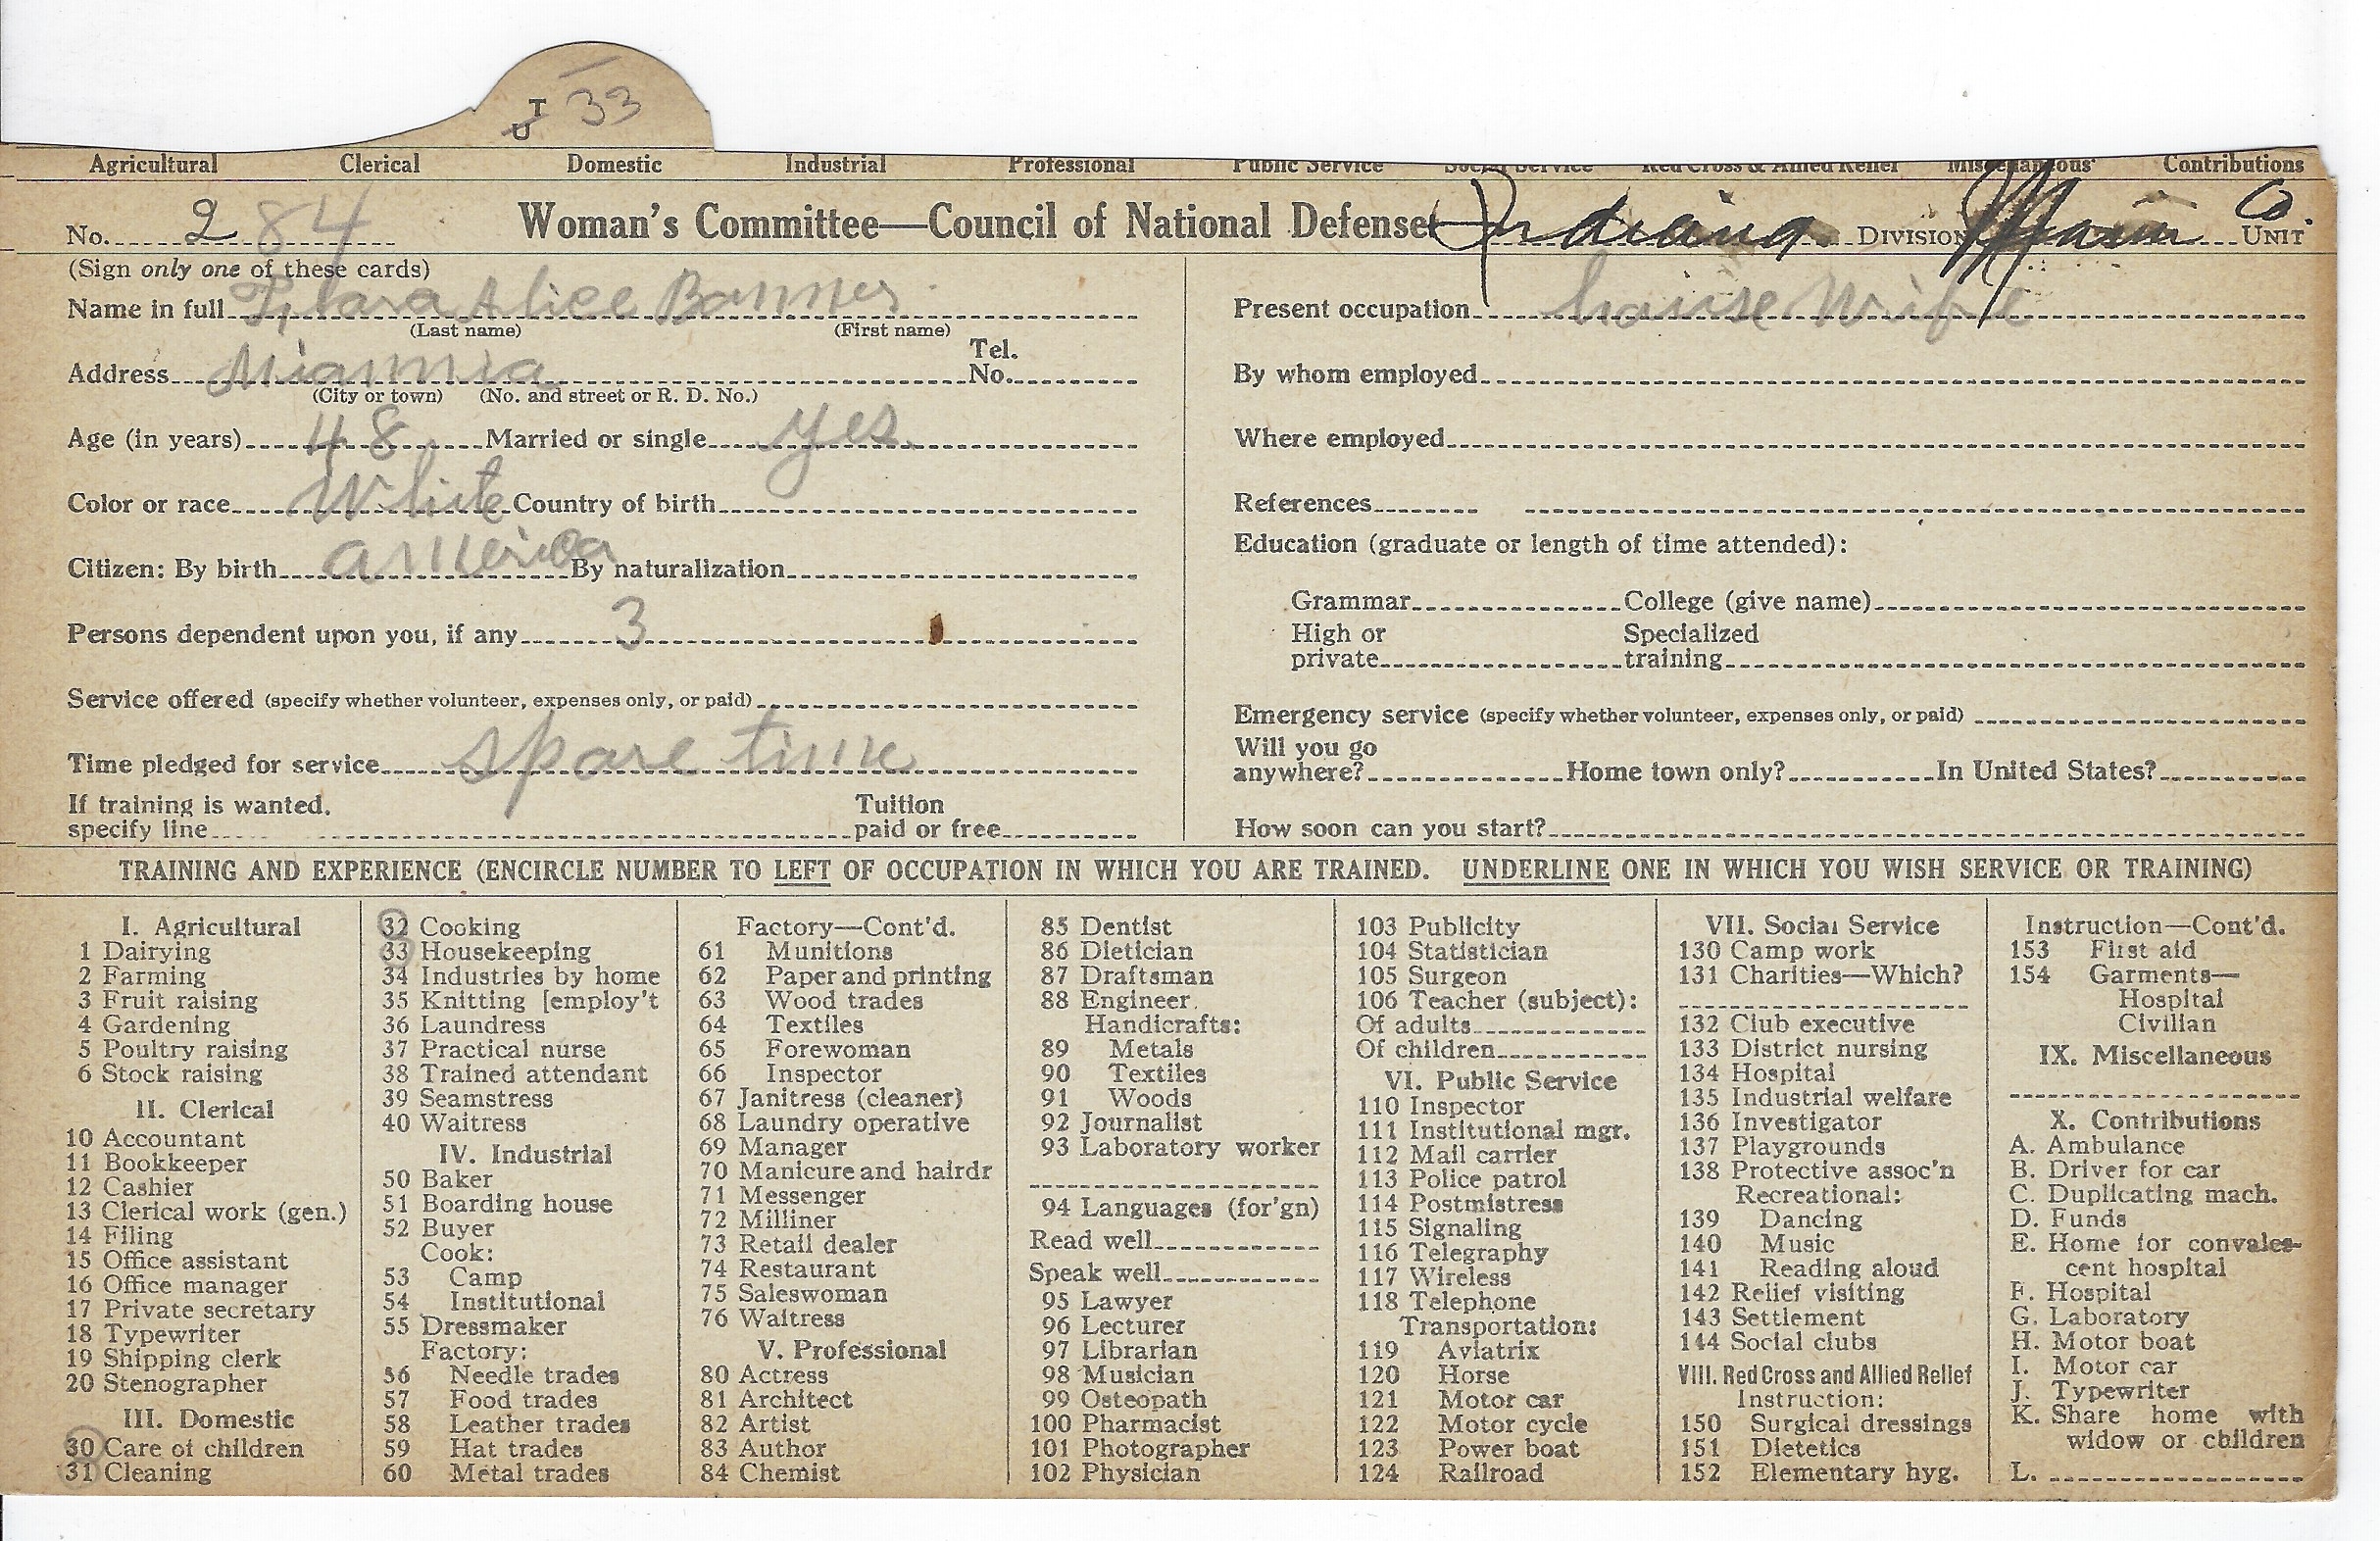 T 33
U
Agricultural Clerical Domestic Industrial Professional Public Service Social Service Red Cross & Allied Relief Miscellaneous Contributions
No. 284 Woman's Committee—Council of National Defense Indiana DIVISION Co. UNIT
(Sign only one of these cards)
Name in full Alice
(Last name) (First name)
Address Tel. No.
(City or town) (No. and street or R. D. No.)
Age (in years) 48 Married or single yes
Color or race White Country of birth
Citizen: By birth america By naturalization
Persons dependent upon you, if any 3
Service offered (specify whether volunteer, expenses only, or paid)
Time pledged for service spare time
If training is wanted, specify line Tuition paid or free
Present occupation house wife
By whom employed
Where employed
References
Education (graduate or length of time attended):
Grammar College (give name)
High or private Specialized training
Emergency service (specify whether volunteer, expenses only, or paid)
Will you go anywhere? Home town only? In United States?
How soon can you start?
TRAINING AND EXPERIENCE (ENCIRCLE NUMBER TO LEFT OF OCCUPATION IN WHICH YOU ARE TRAINED. UNDERLINE ONE IN WHICH YOU WISH SERVICE OR TRAINING)
I. Agricultural
1 Dairying
2 Farming
3 Fruit raising
4 Gardening
5 Poultry raising
6 Stock raising
II. Clerical
10 Accountant
11 Bookkeeper
12 Cashier
13 Clerical work (gen.)
14 Filing
15 Office assistant
16 Office manager
17 Private secretary
18 Typewriter
19 Shipping clerk
20 Stenographer
III. Domestic
30 Care of children
31 Cleaning
32 Cooking
33 Housekeeping
34 Industries by home
35 Knitting [employ't
36 Laundress
37 Practical nurse
38 Trained attendant
39 Seamstress
40 Waitress
IV. Industrial
50 Baker
51 Boarding house
52 Buyer
Cook:
53 Camp
54 Institutional
55 Dressmaker
Factory:
56 Needle trades
57 Food trades
58 Leather trades
59 Hat trades
60 Metal trades
Factory—Cont'd.
61 Munitions
62 Paper and printing
63 Wood trades
64 Textiles
65 Forewoman
66 Inspector
67 Janitress (cleaner)
68 Laundry operative
69 Manager
70 Manicure and hairdr
71 Messenger
72 Milliner
73 Retail dealer
74 Restaurant
75 Saleswoman
76 Waitress
V. Professional
80 Actress
81 Architect
82 Artist
83 Author
84 Chemist
85 Dentist
86 Dietician
87 Draftsman
88 Engineer
Handicrafts:
89 Metals
90 Textiles
91 Woods
92 Journalist
93 Laboratory worker
94 Languages (for'gn)
Read well
Speak well
95 Lawyer
96 Lecturer
97 Librarian
98 Musician
99 Osteopath
100 Pharmacist
101 Photographer
102 Physician
103 Publicity
104 Statistician
105 Surgeon
106 Teacher (subject):
Of adults
Of children
VI. Public Service
110 Inspector
111 Institutional mgr.
112 Mail carrier
113 Police patrol
114 Postmistress
115 Signaling
116 Telegraphy
117 Wireless
118 Telephone
Transportation:
119 Aviatrix
120 Horse
121 Motor car
122 Motor cycle
123 Power boat
124 Railroad
VII. Social Service
130 Camp work
131 Charities—Which?
132 Club executive
133 District nursing
134 Hospital
135 Industrial welfare
136 Investigator
137 Playgrounds
138 Protective assoc'n
Recreational:
139 Dancing
140 Music
141 Reading aloud
142 Relief visiting
143 Settlement
144 Social clubs
VIII. Red Cross and Allied Relief
Instruction:
150 Surgical dressings
151 Dietetics
152 Elementary hyg.
Instruction—Cont'd.
153 First aid
154 Garments—
Hospital
Civilian
IX. Miscellaneous
X. Contributions
A. Ambulance
B. Driver for car
C. Duplicating mach.
D. Funds
E. Home for convales-
cent hospital
F. Hospital
G. Laboratory
H. Motor boat
I. Motor car
J. Typewriter
K. Share home with
widow or children
L.